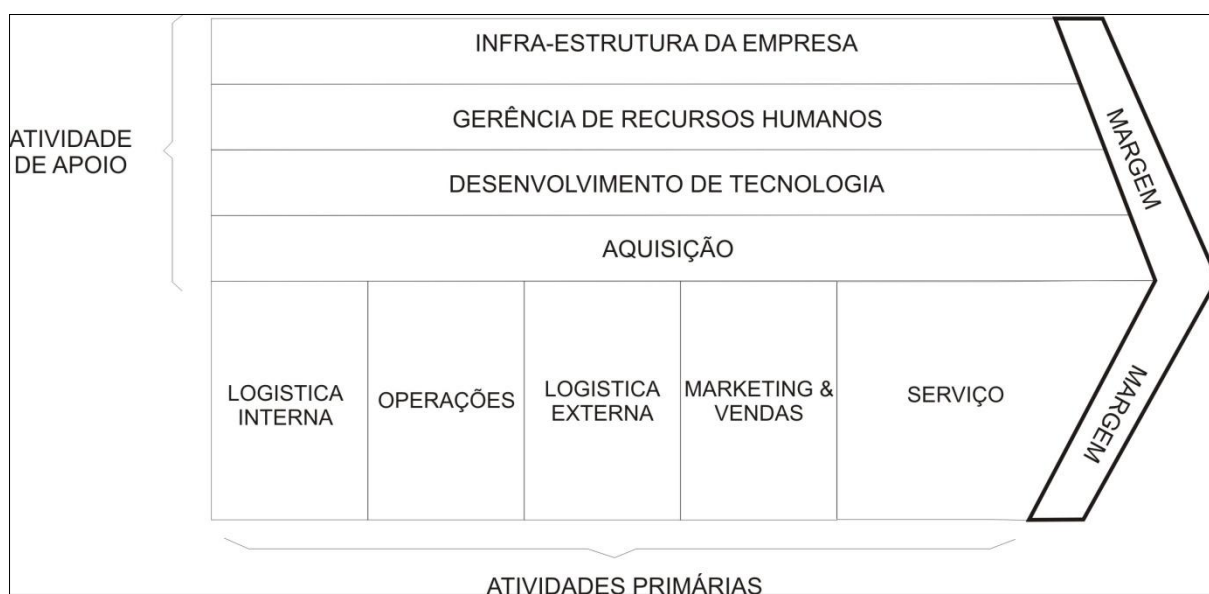 INFRA-ESTRUTURA DA EMPRESA
GERÊNCIA DE RECURSOS HUMANOS
DESENVOLVIMENTO DE TECNOLOGIA
AQUISIÇÃO
ATIVIDADE
DE APOIO
MARGEM
LOGISTICA
INTERNA
OPERAÇÕES
LOGISTICA
EXTERNA
MARKETING &
VENDAS
SERVIÇO
MARGEM
ATIVIDADES PRIMÁRIAS